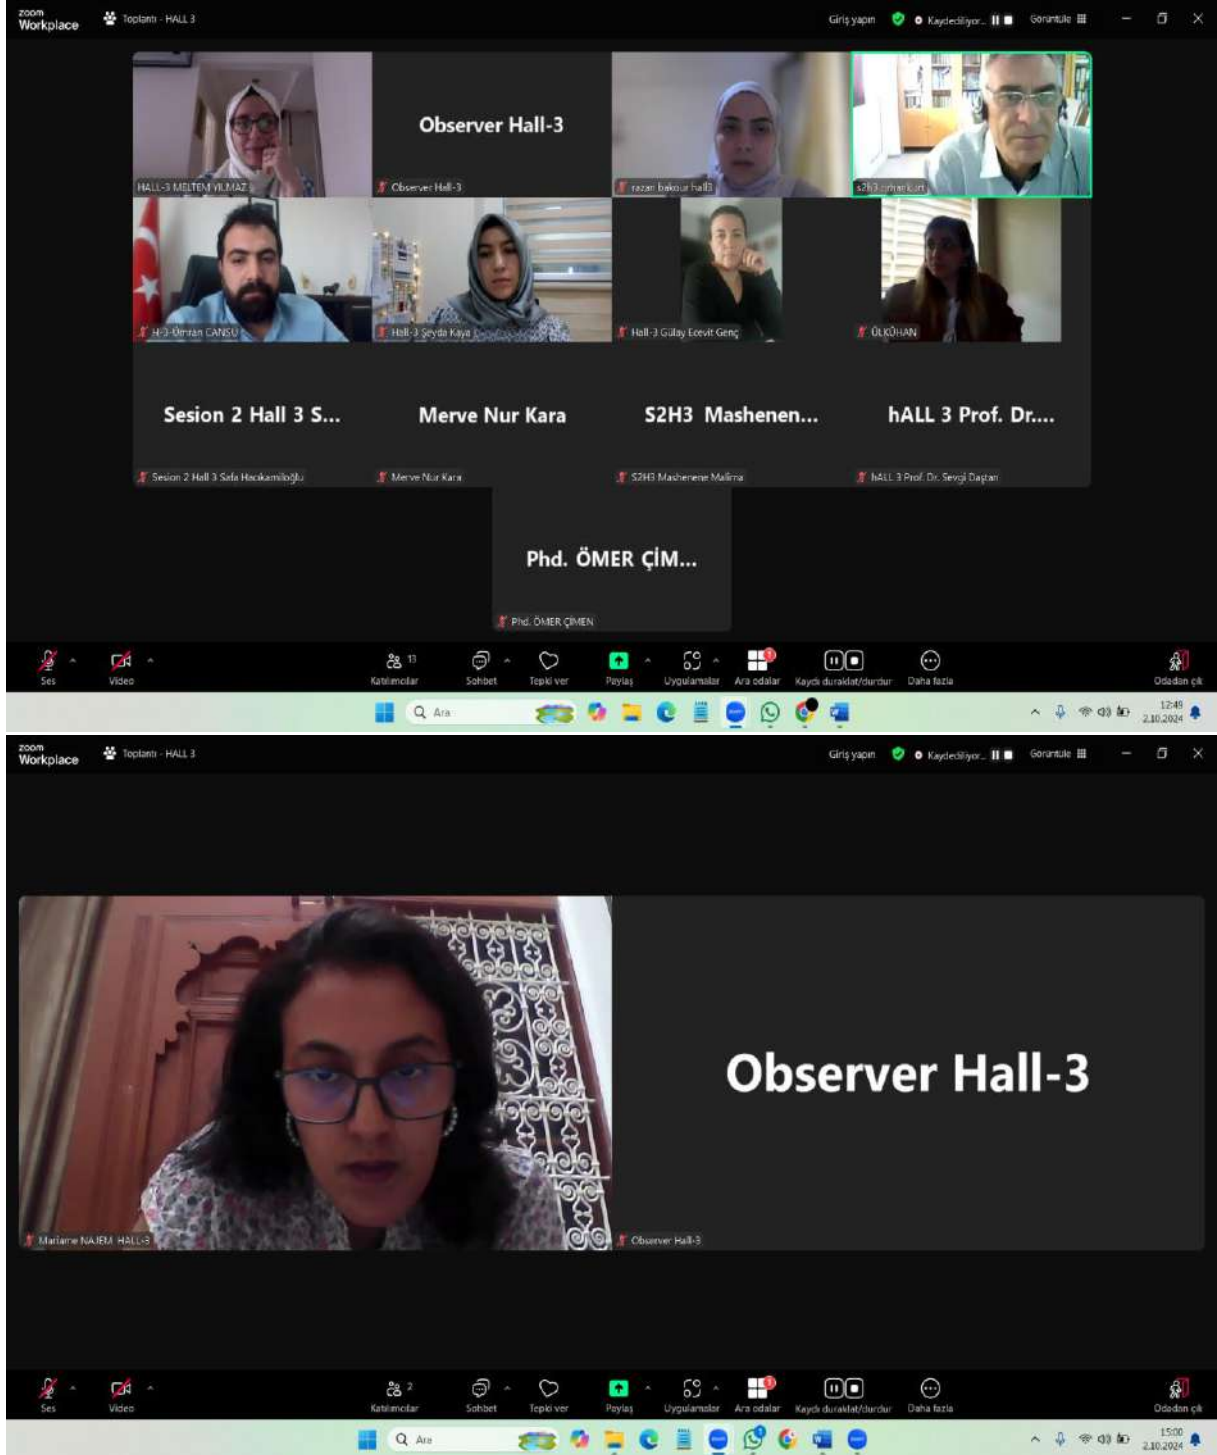 zoom
Workplace
Toplantı - HALL 3
Giriş yapın
Kaydediliyor...
Görüntüle
HALL-3 MELTEM YILMAZ
Observer Hall-3
Observer Hall-3
razan bakour hall3
s2h3 orhan kurt
H-3-Ümran CANSU
Hall-3 Şeyda Kaya
Hall-3 Gülay Ecevit Genç
ÜLKÜHAN
Sesion 2 Hall 3 S...
Merve Nur Kara
S2H3 Mashenen...
hALL 3 Prof. Dr....
Sesion 2 Hall 3 Safa Hacıkamiloğlu
Merve Nur Kara
S2H3 Mashenene Malima
hALL 3 Prof. Dr. Sevgi Daştan
Phd. ÖMER ÇİM...
Phd. ÖMER ÇİMEN
Ses
Video
13
Katılımcılar
Sohbet
Tepki ver
Paylaş
Uygulamalar
1
Ara odalar
Kaydı duraklat/durdur
Daha fazla
Odadan çık
Ara
12:49
2.10.2024
zoom
Workplace
Toplantı - HALL 3
Giriş yapın
Kaydediliyor...
Görüntüle
Observer Hall-3
Mariame NAJEM HALL-3
Observer Hall-3
Ses
Video
2
Katılımcılar
Sohbet
Tepki ver
Paylaş
Uygulamalar
Ara odalar
Kaydı duraklat/durdur
Daha fazla
Odadan çık
Ara
15:00
2.10.2024